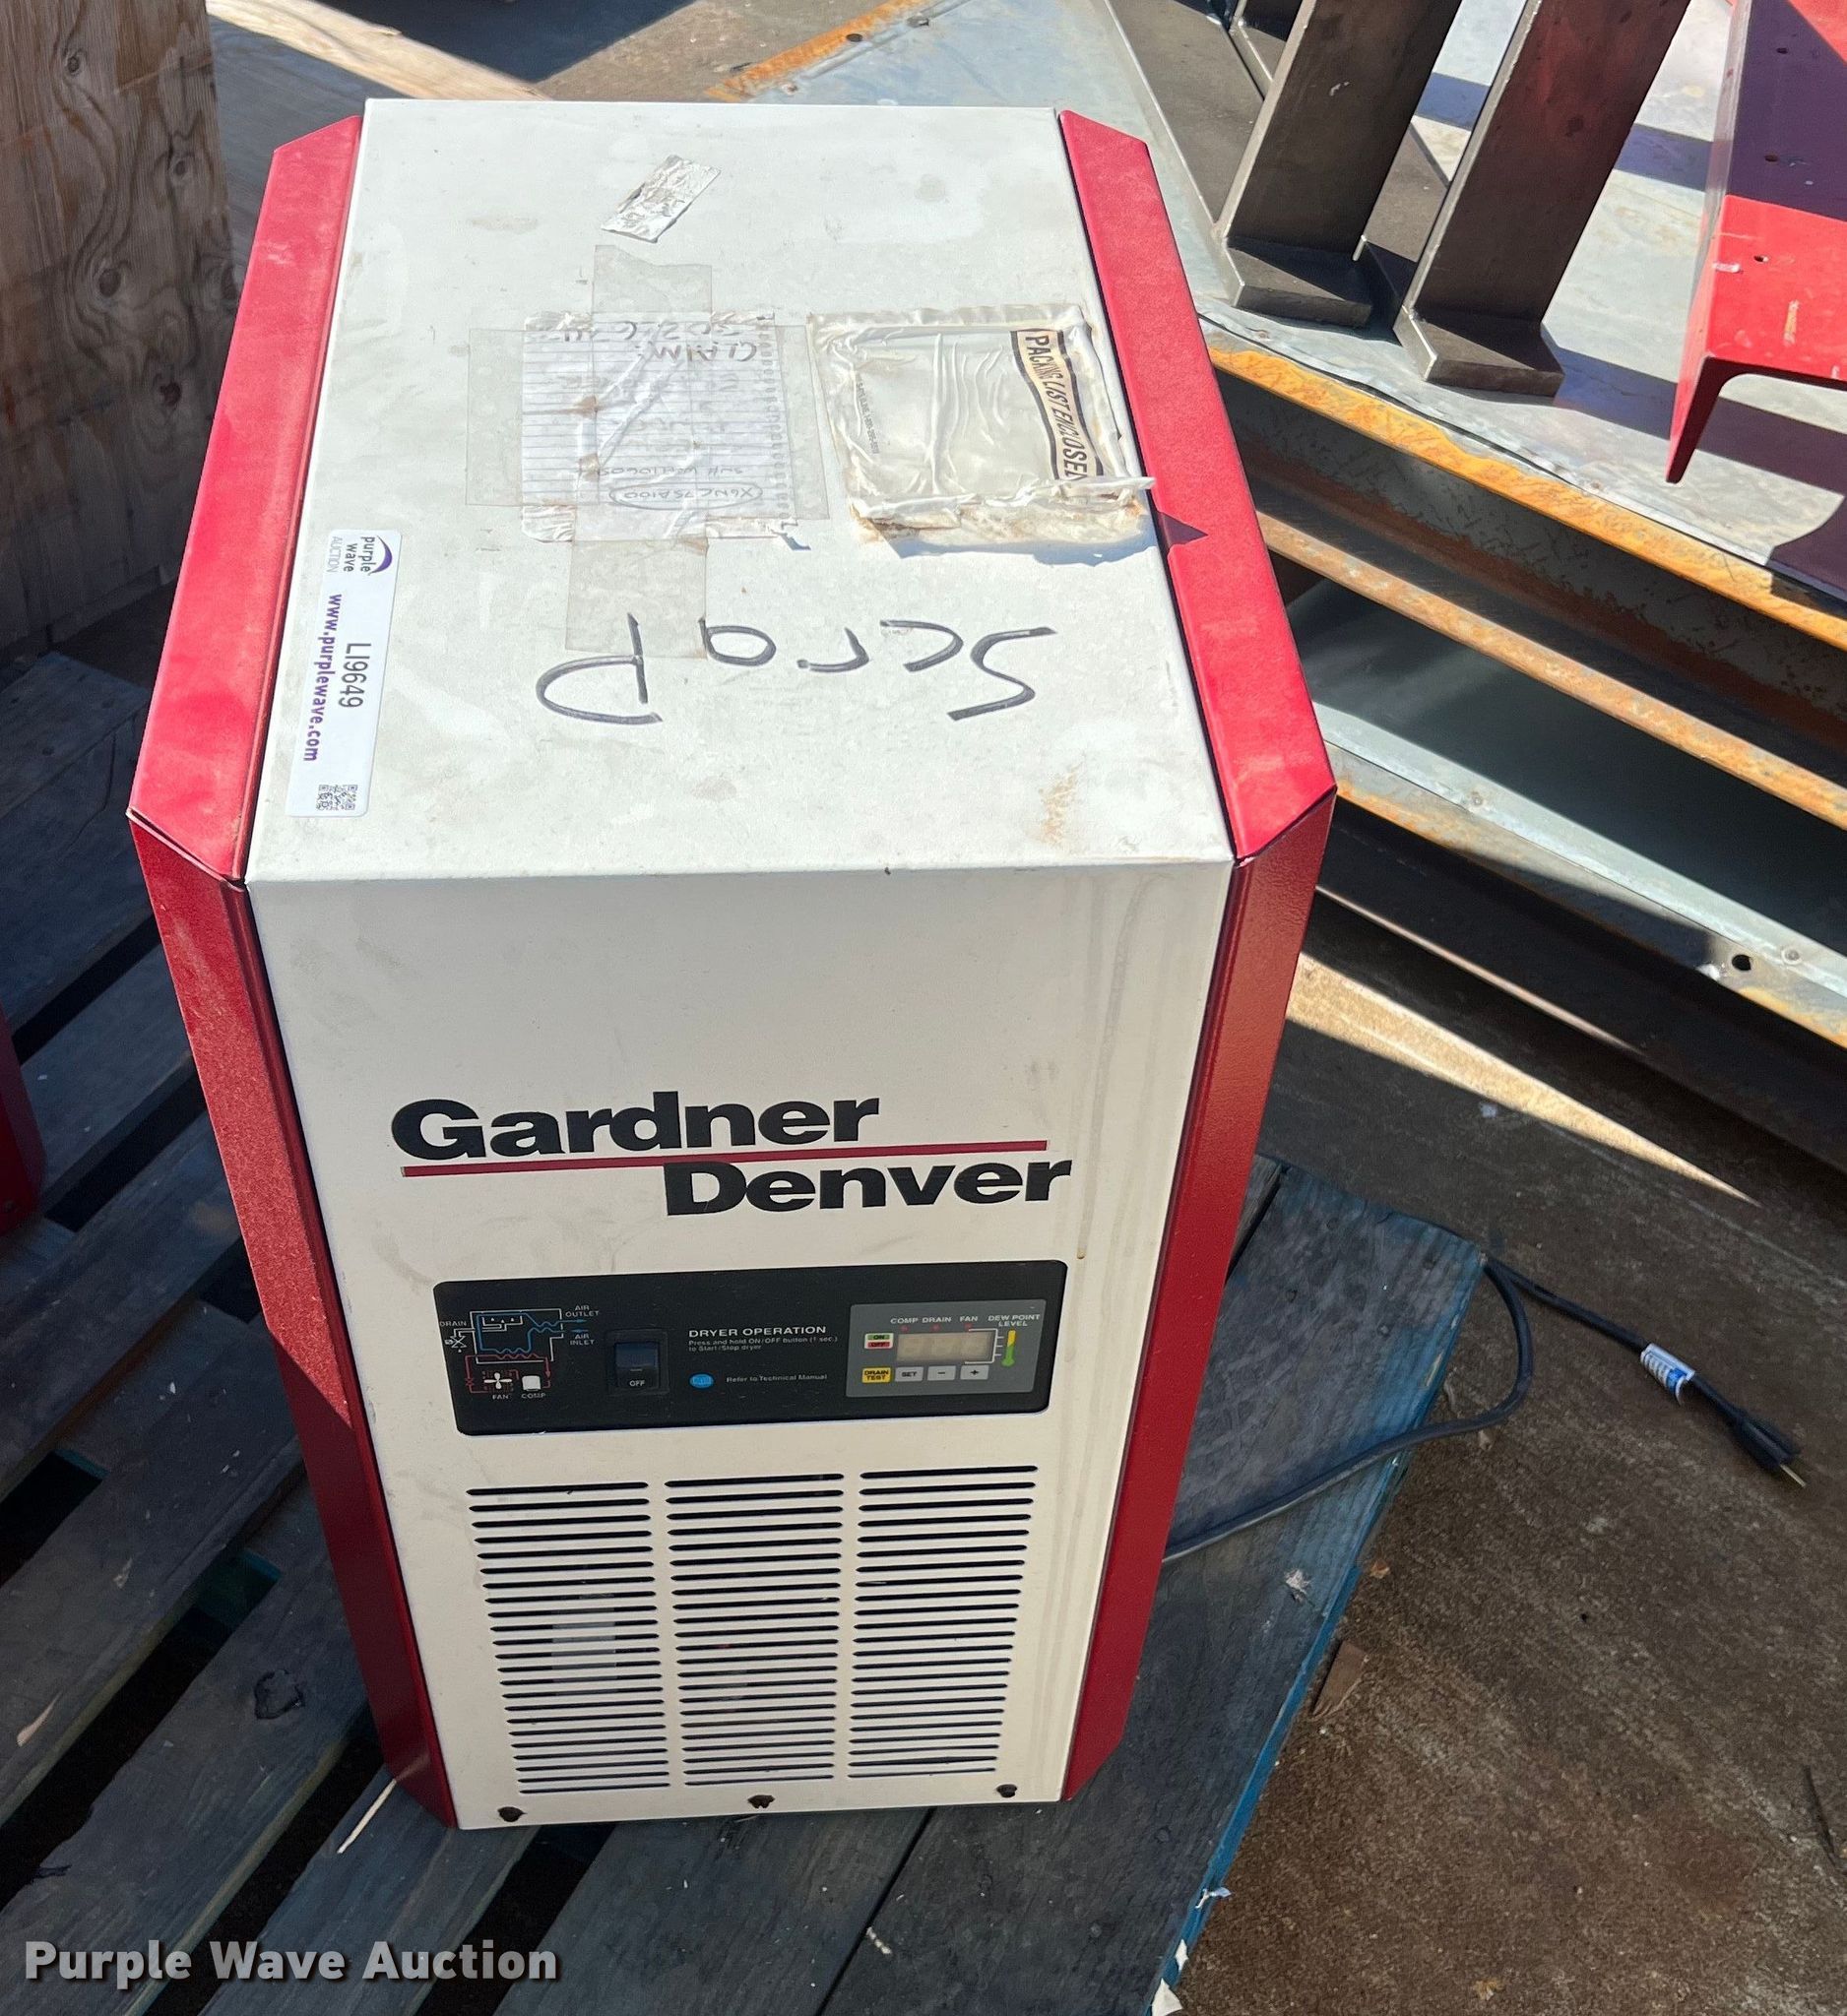 CLAIM:
X6NC75A100
PACKING LIST ENCLOSED
purple
wave
AUCTION
www.purplewave.com
LI9649
Scrap
Gardner
Denver
DRAIN
AIR
OUTLET
AIR
INLET
FAN
COMP
OFF
DRYER OPERATION
Press and hold ON/OFF button (1 sec.)
to Start/Stop dryer
Refer to Technical Manual
COMP DRAIN FAN DEW POINT
LEVEL
ON
OFF
DRAIN
TEST
SET
-
+
Purple Wave Auction